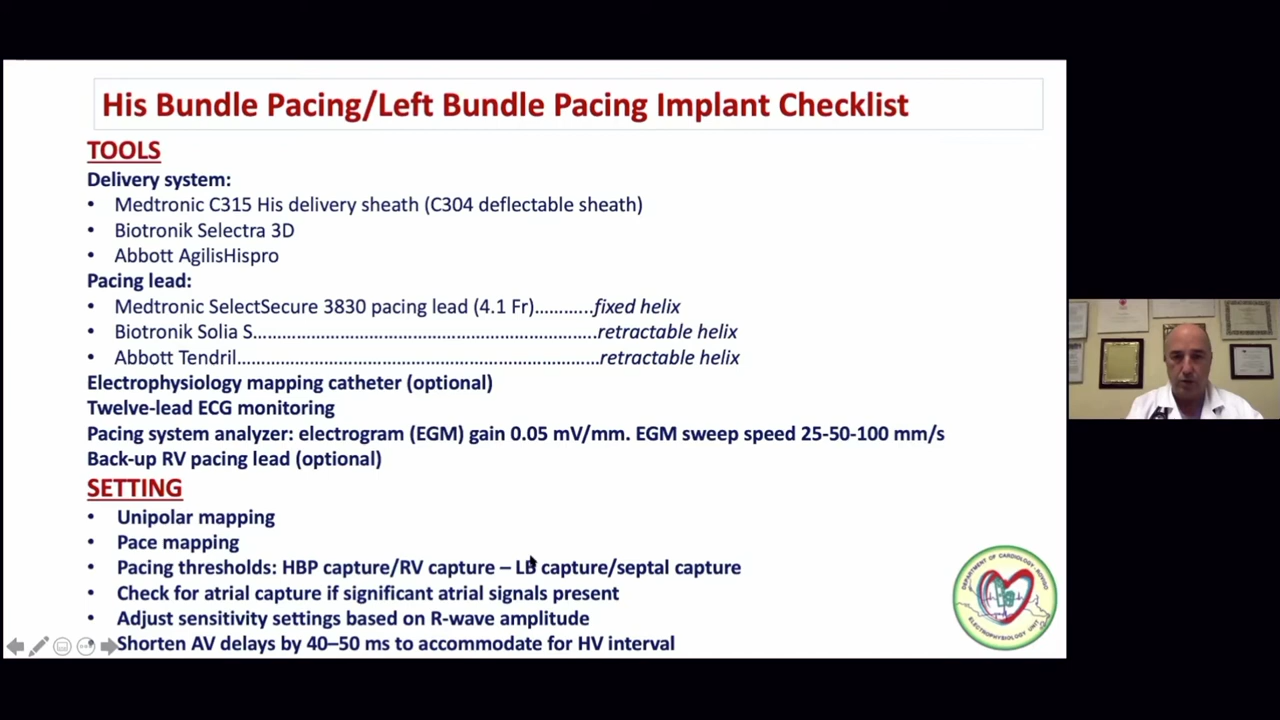 His Bundle Pacing/Left Bundle Pacing Implant Checklist
TOOLS
Delivery system:
• Medtronic C315 His delivery sheath (C304 deflectable sheath)
• Biotronik Selectra 3D
• Abbott AgilisHispro
Pacing lead:
• Medtronic SelectSecure 3830 pacing lead (4.1 Fr)………...fixed helix
• Biotronik Solia S…………………………………………………………..retractable helix
• Abbott Tendril……………………………………………………………retractable helix
Electrophysiology mapping catheter (optional)
Twelve-lead ECG monitoring
Pacing system analyzer: electrogram (EGM) gain 0.05 mV/mm. EGM sweep speed 25-50-100 mm/s
Back-up RV pacing lead (optional)
SETTING
• Unipolar mapping
• Pace mapping
• Pacing thresholds: HBP capture/RV capture – LB capture/septal capture
• Check for atrial capture if significant atrial signals present
• Adjust sensitivity settings based on R-wave amplitude
Shorten AV delays by 40–50 ms to accommodate for HV interval
DEPARTMENT OF CARDIOLOGY - ROVIGO
ELECTROPHYSIOLOGY UNIT